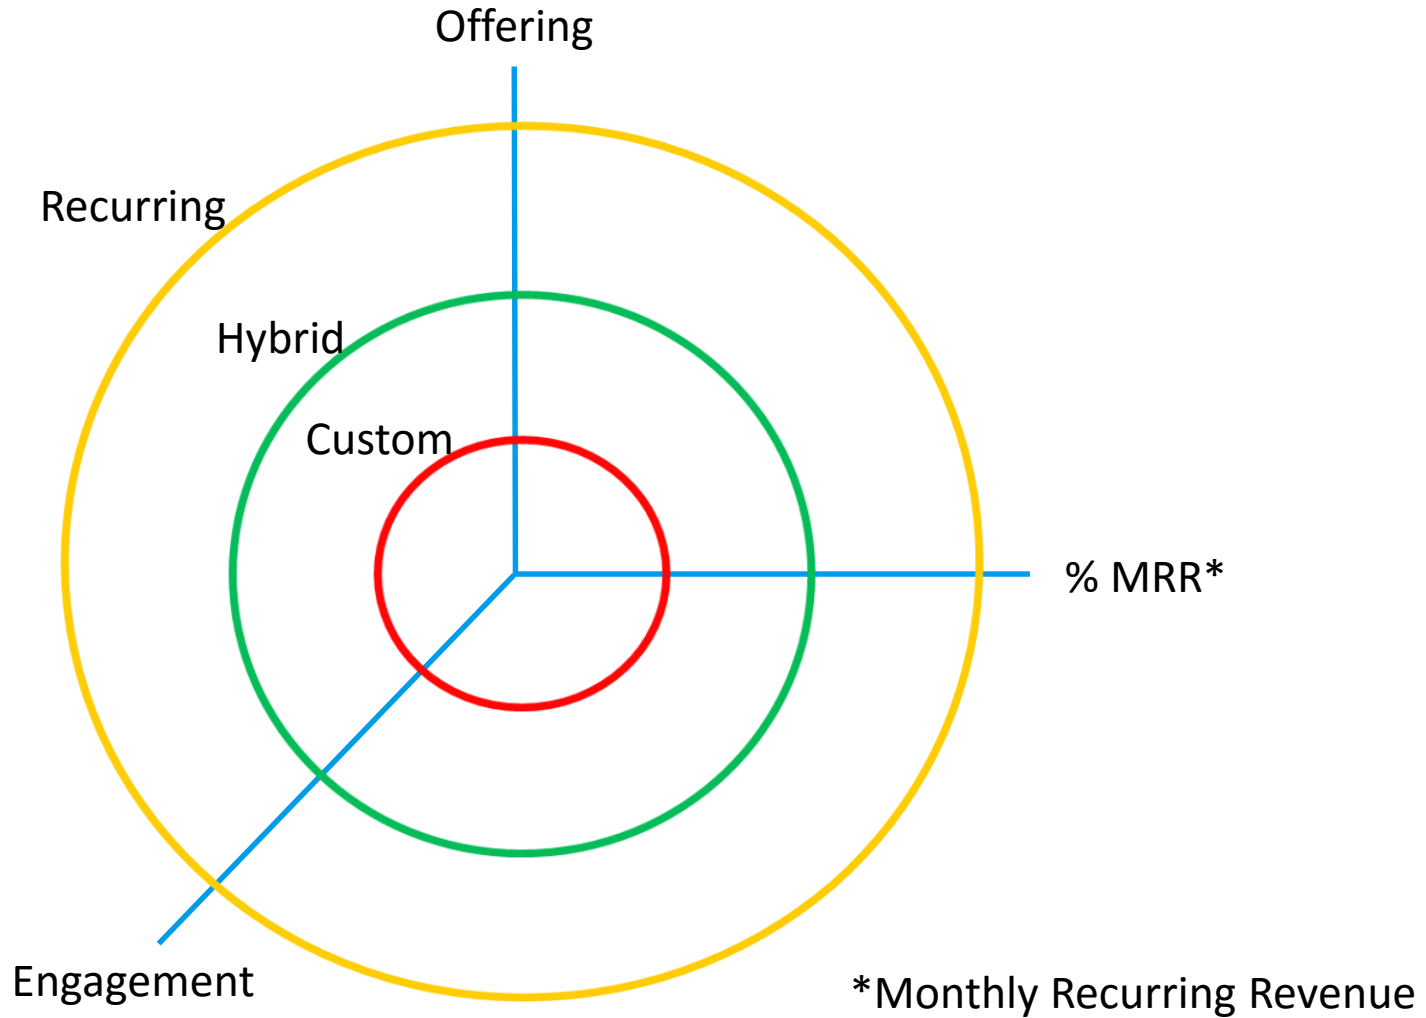 Offering
Recurring
Hybrid
Custom
% MRR*
Engagement
*Monthly Recurring Revenue